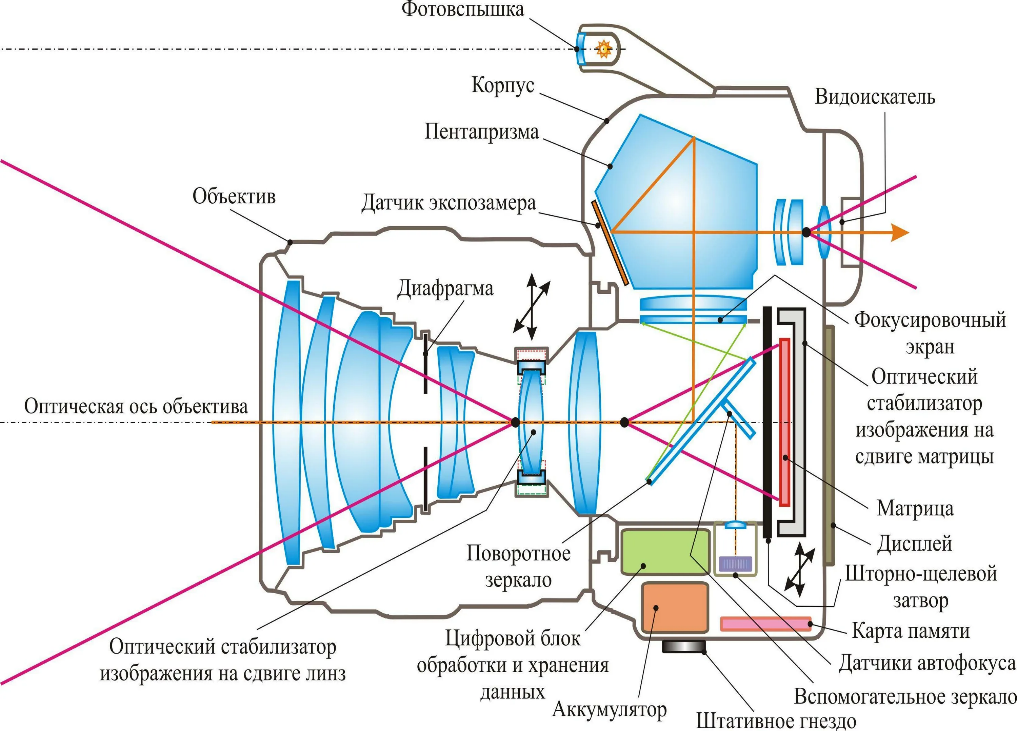 Фотовспышка
Корпус
Видоискатель
Пентапризма
Объектив
Датчик экспозамера
Диафрагма
Фокусировочный
экран
Оптический
стабилизатор
изображения на
сдвиге матрицы
Оптическая ось объектива
Матрица
Дисплей
Поворотное
зеркало
Шторно-щелевой
затвор
Оптический стабилизатор
изображения на сдвиге линз
Цифровой блок
обработки и хранения
данных
Карта памяти
Датчики автофокуса
Вспомогательное зеркало
Аккумулятор
Штативное гнездо